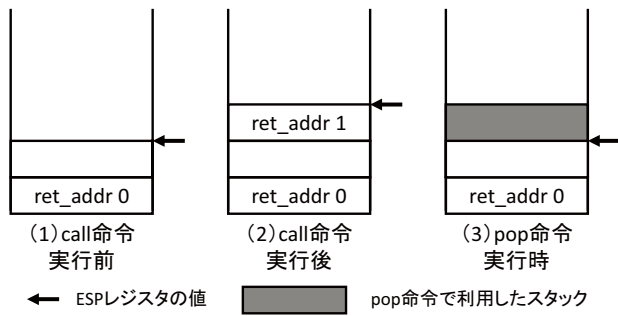 ret_addr 0
(1)call命令
実行前
ret_addr 1
ret_addr 0
(2)call命令
実行後
ret_addr 0
(3)pop命令
実行時
ESPレジスタの値
pop命令で利用したスタック